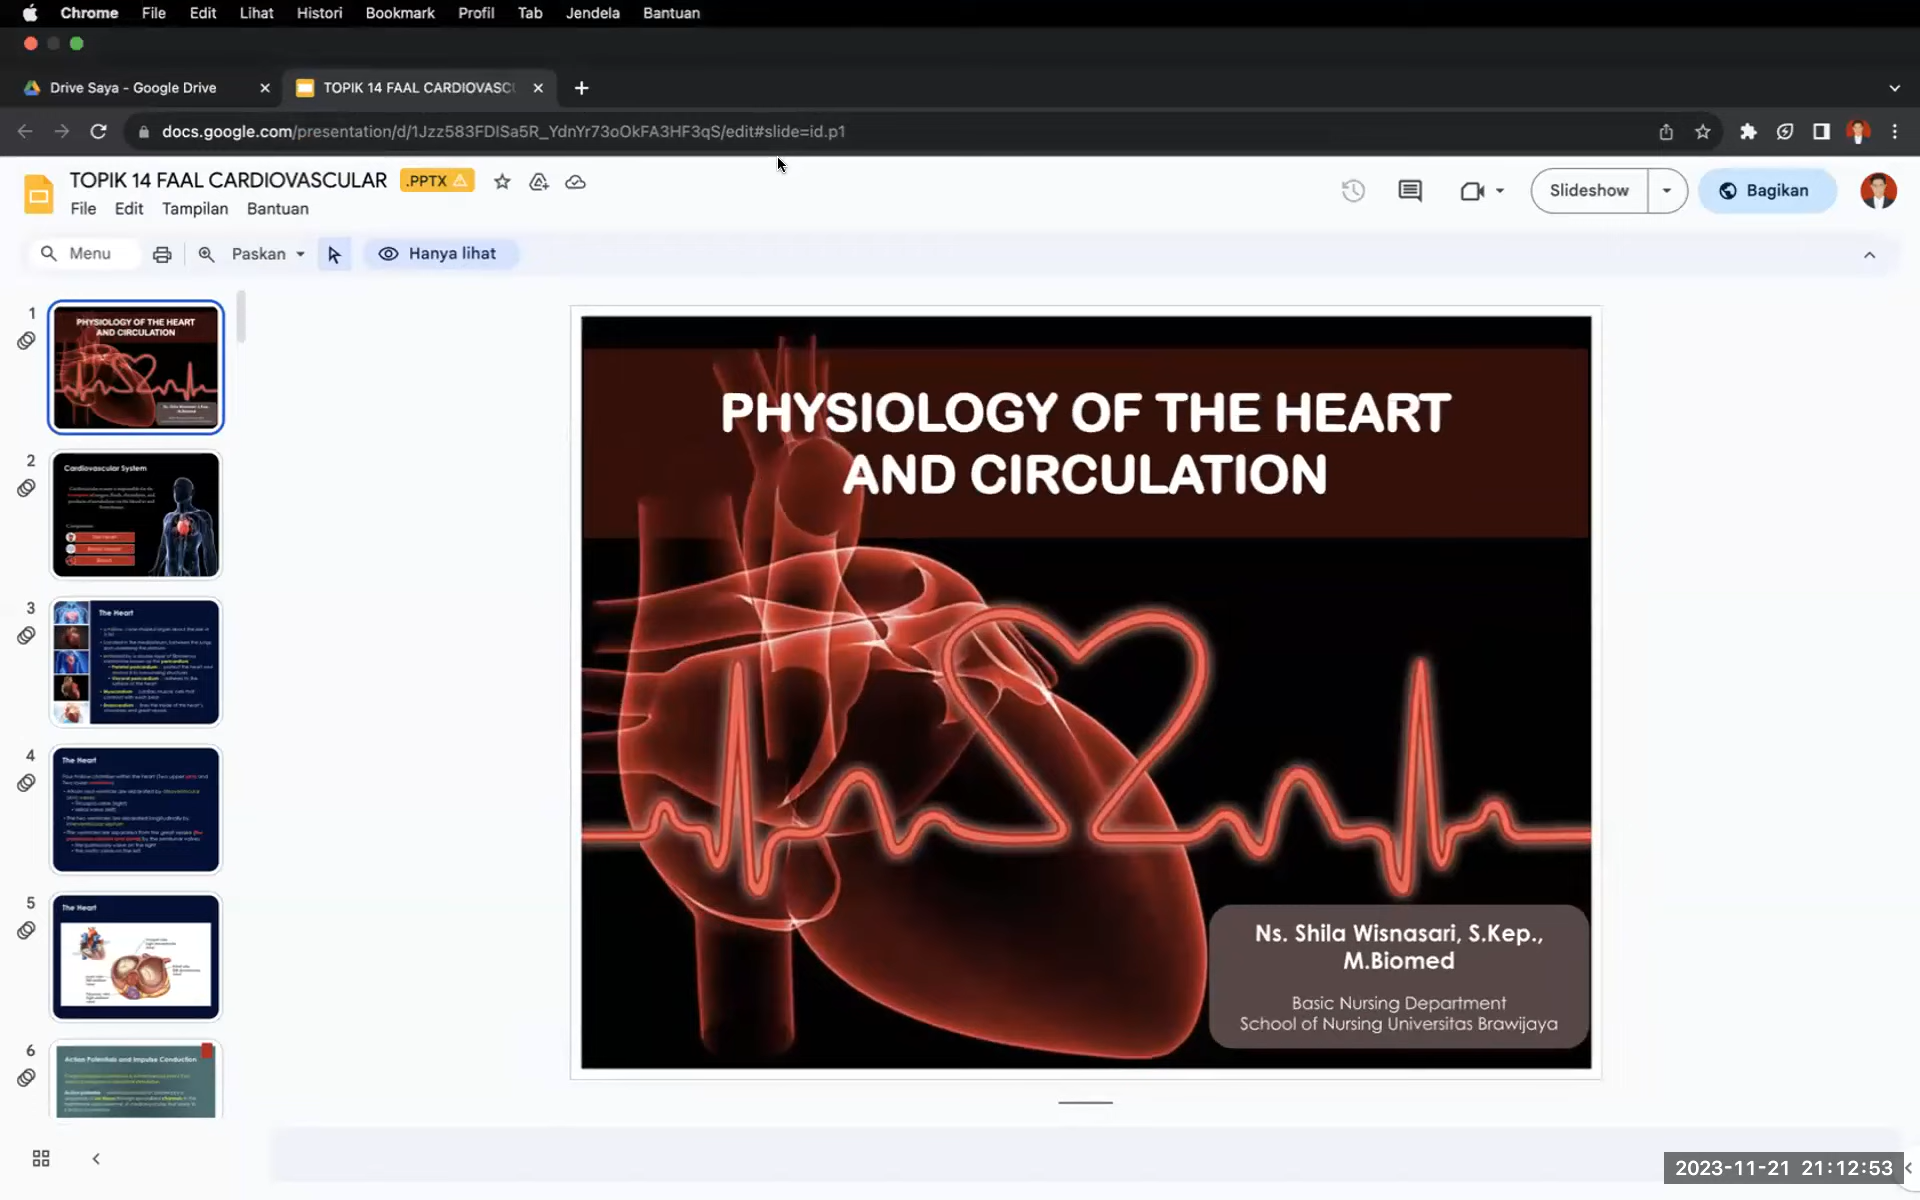 Chrome File Edit Lihat Histori Bookmark Profil Tab Jendela Bantuan
Drive Saya - Google Drive
TOPIK 14 FAAL CARDIOVASC
docs.google.com/presentation/d/1Jzz583FDISa5R_YdnYr73oOkFA3HF3qS/edit#slide=id.p1
TOPIK 14 FAAL CARDIOVASCULAR .PPTX
File Edit Tampilan Bantuan
Slideshow
Bagikan
Menu Paskan Hanya lihat
1
PHYSIOLOGY OF THE HEART
AND CIRCULATION
2
Cardiovascular System
3
The Heart
4
The Heart
5
The Heart
6
Action Potentials and Impulse Conduction
PHYSIOLOGY OF THE HEART
AND CIRCULATION
Ns. Shila Wisnasari, S.Kep.,
M.Biomed
Basic Nursing Department
School of Nursing Universitas Brawijaya
2023-11-21 21:12:53